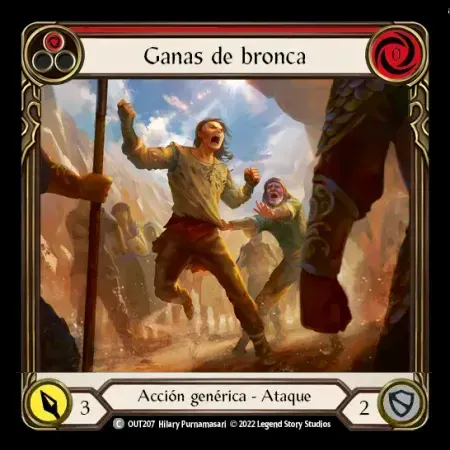 Ganas de bronca
0
3
Acción genérica - Ataque
2
C OUT207 Hilary Purnamasari © 2022 Legend Story Studios